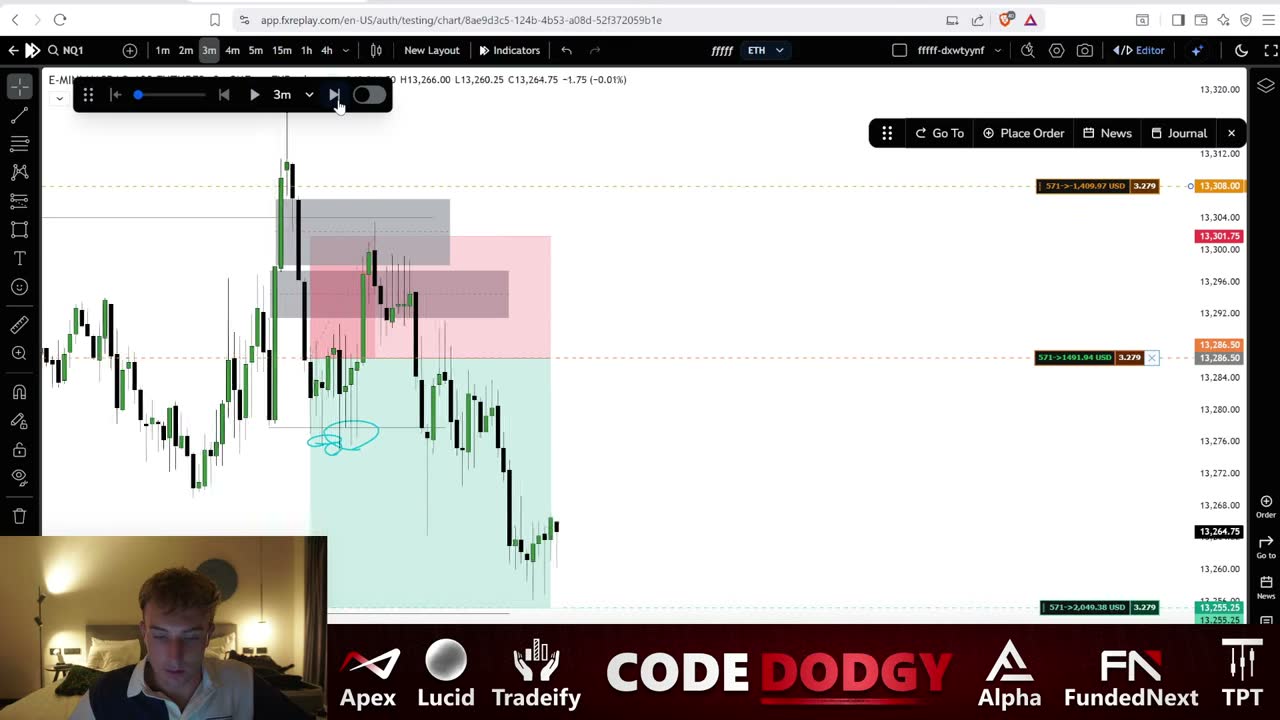 app.fxreplay.com/en-US/auth/testing/chart/8ae9d3c5-124b-4b53-a08d-52f372059b1e
NQ1 1m 2m 3m 4m 5m 15m 1h 4h New Layout Indicators fffff ETH fffff-dxwtyynf Editor
H13,266.00 L13,260.25 C13,264.75 −1.75 (−0.01%)
3m
Go To Place Order News Journal
13,320.00
13,312.00
571->-1,409.97 USD 3.279 13,308.00
13,304.00
13,301.75
13,300.00
13,296.00
13,292.00
13,286.50
571->1491.94 USD 3.279 13,286.50
13,284.00
13,280.00
13,276.00
13,272.00
13,268.00
13,264.75
13,260.00
571->2,049.38 USD 3.279 13,255.25
13,255.25
Order
Go to
News
CODE DODGY
Apex Lucid Tradeify Alpha FundedNext TPT